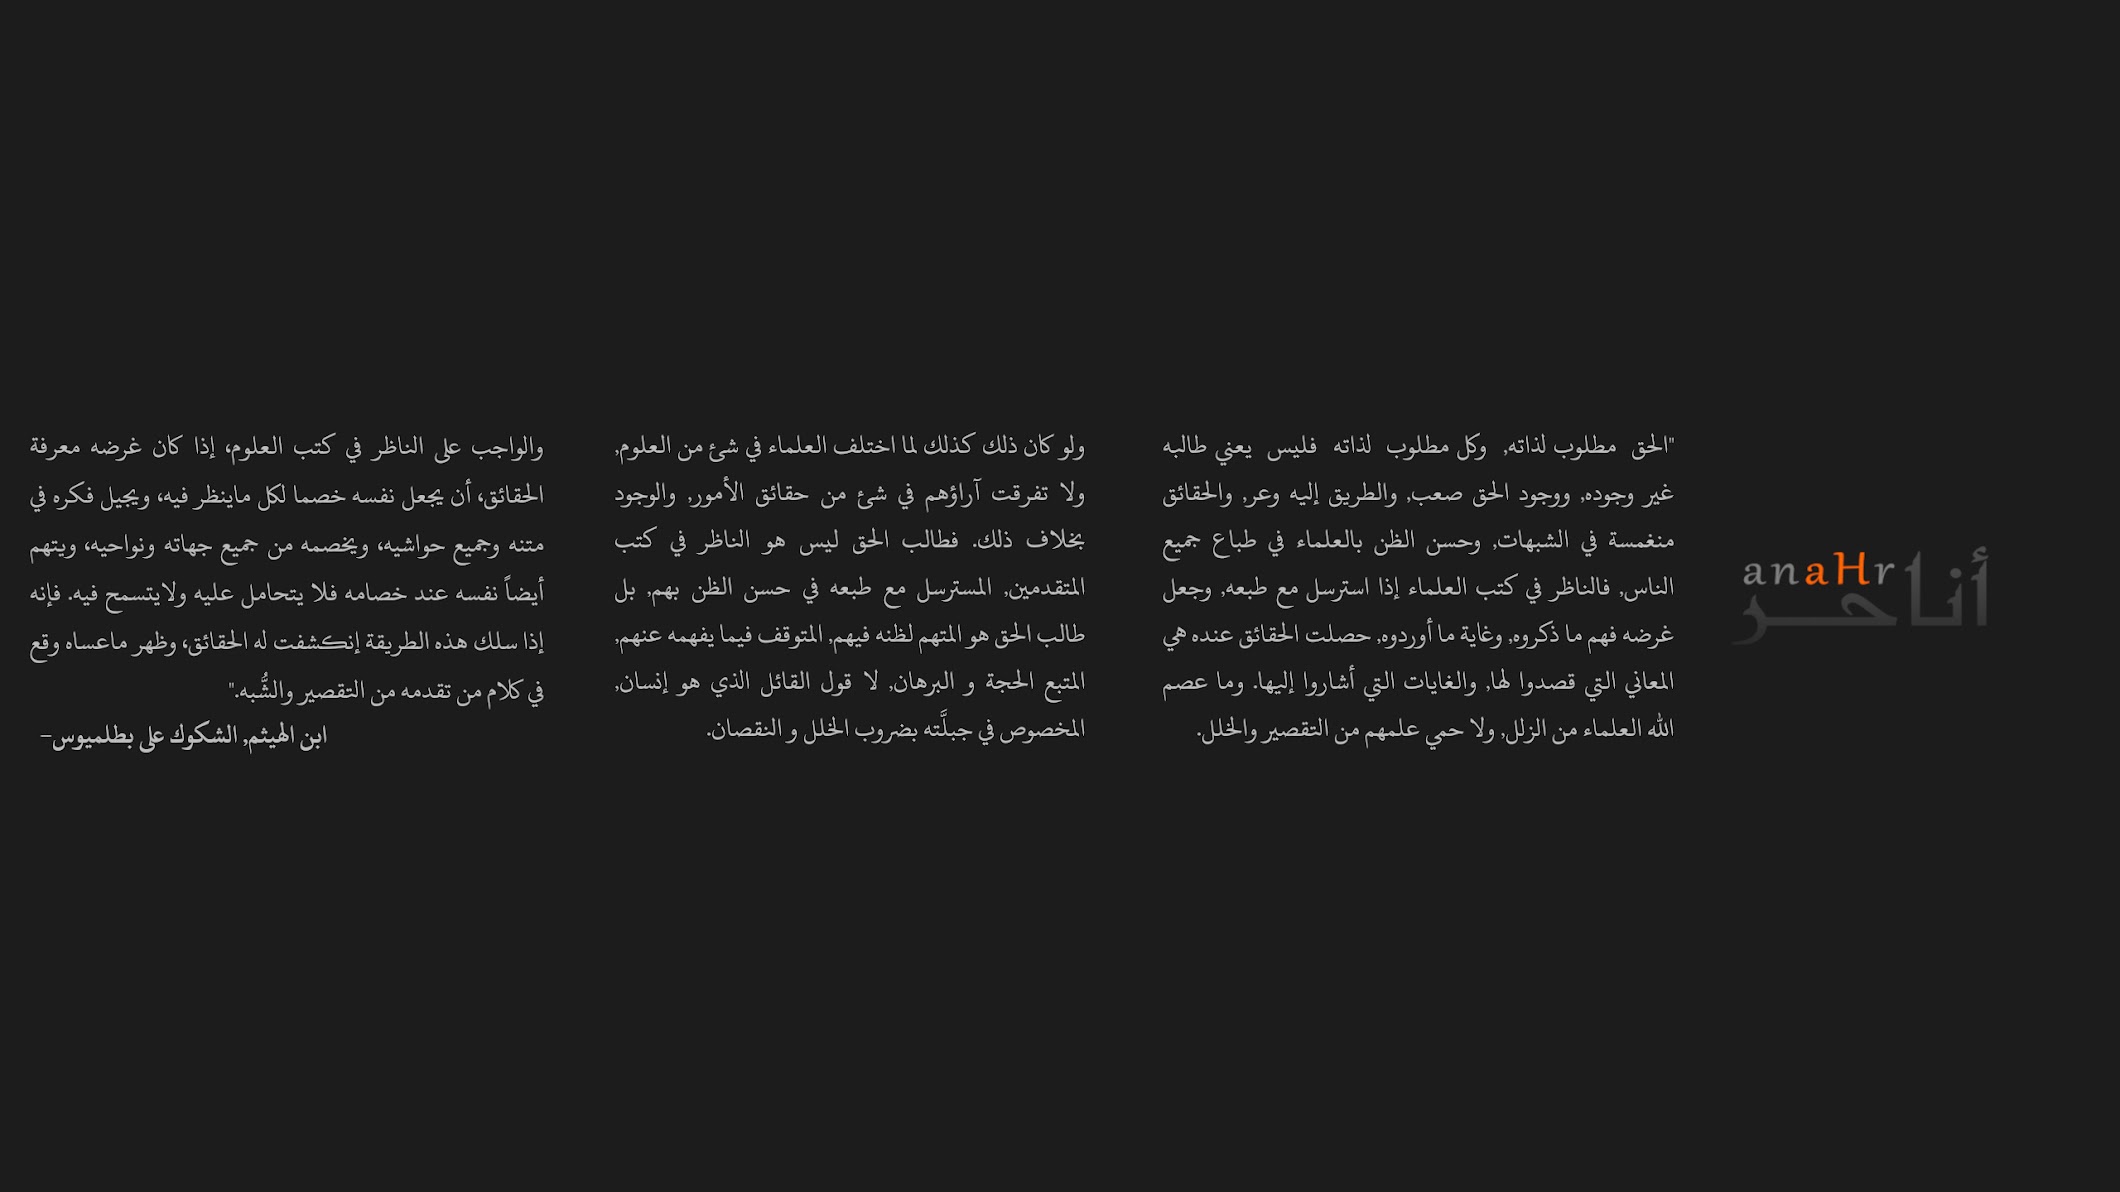 anaHr
أنا حر
"الحق مطلوب لذاته, وكل مطلوب لذاته فليس يعني طالبه
غير وجوده, ووجود الحق صعب, والطريق إليه وعر, والحقائق
منغمسة في الشبهات, وحسن الظن بالعلماء في طباع جميع
الناس, فالناظر في كتب العلماء إذا استرسل مع طبعه, وجعل
غرضه فهم ما ذكروه, وغاية ما أوردوه, حصلت الحقائق عنده هي
المعاني التي قصدوا لها, والغايات التي أشاروا إليها. وما عصم
الله العلماء من الزلل, ولا حمي علمهم من التقصير والخلل.
ولو كان ذلك كذلك لما اختلف العلماء في شئ من العلوم,
ولا تفرقت آراؤهم في شئ من حقائق الأمور, والوجود
بخلاف ذلك. فطالب الحق ليس هو الناظر في كتب
المتقدمين, المسترسل مع طبعه في حسن الظن بهم, بل
طالب الحق هو المتهم لظنه فيهم, المتوقف فيما يفهمه عنهم,
المتبع الحجة و البرهان, لا قول القائل الذي هو إنسان,
المخصوص في جبلَّته بضروب الخلل و النقصان.
والواجب على الناظر في كتب العلوم، إذا كان غرضه معرفة
الحقائق، أن يجعل نفسه خصما لكل ماينظر فيه، ويجيل فكره في
متنه وجميع حواشيه، ويخصمه من جميع جهاته ونواحيه، ويتهم
أيضاً نفسه عند خصامه فلا يتحامل عليه ولايتسمح فيه. فإنه
إذا سلك هذه الطريقة إنكشفت له الحقائق، وظهر ماعساه وقع
في كلام من تقدمه من التقصير والشُّبه."
ابن الهيثم, الشكوك على بطلميوس-